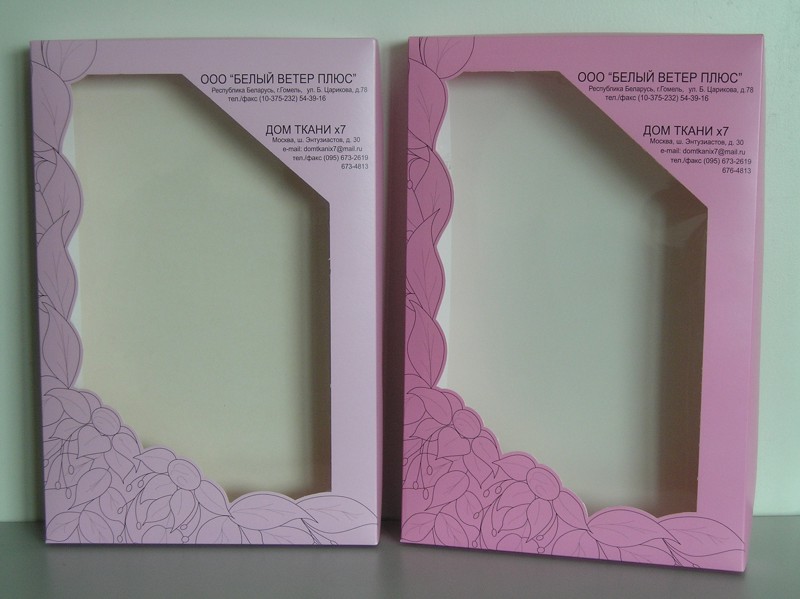 ООО “БЕЛЫЙ ВЕТЕР ПЛЮС”
Республика Беларусь, г.Гомель, ул. Б. Царикова, д.78
тел./факс (10-375-232) 54-39-16
ДОМ ТКАНИ х7
Москва, ш. Энтузиастов, д. 30
e-mail: domtkanix7@mail.ru
тел./факс (095) 673-2619
673-4813
ООО “БЕЛЫЙ ВЕТЕР ПЛЮС”
Республика Беларусь, г.Гомель, ул. Б. Царикова, д.78
тел./факс (10-375-232) 54-39-16
ДОМ ТКАНИ х7
Москва, ш. Энтузиастов, д. 30
e-mail: domtkanix7@mail.ru
тел./факс (095) 673-2619
676-4813